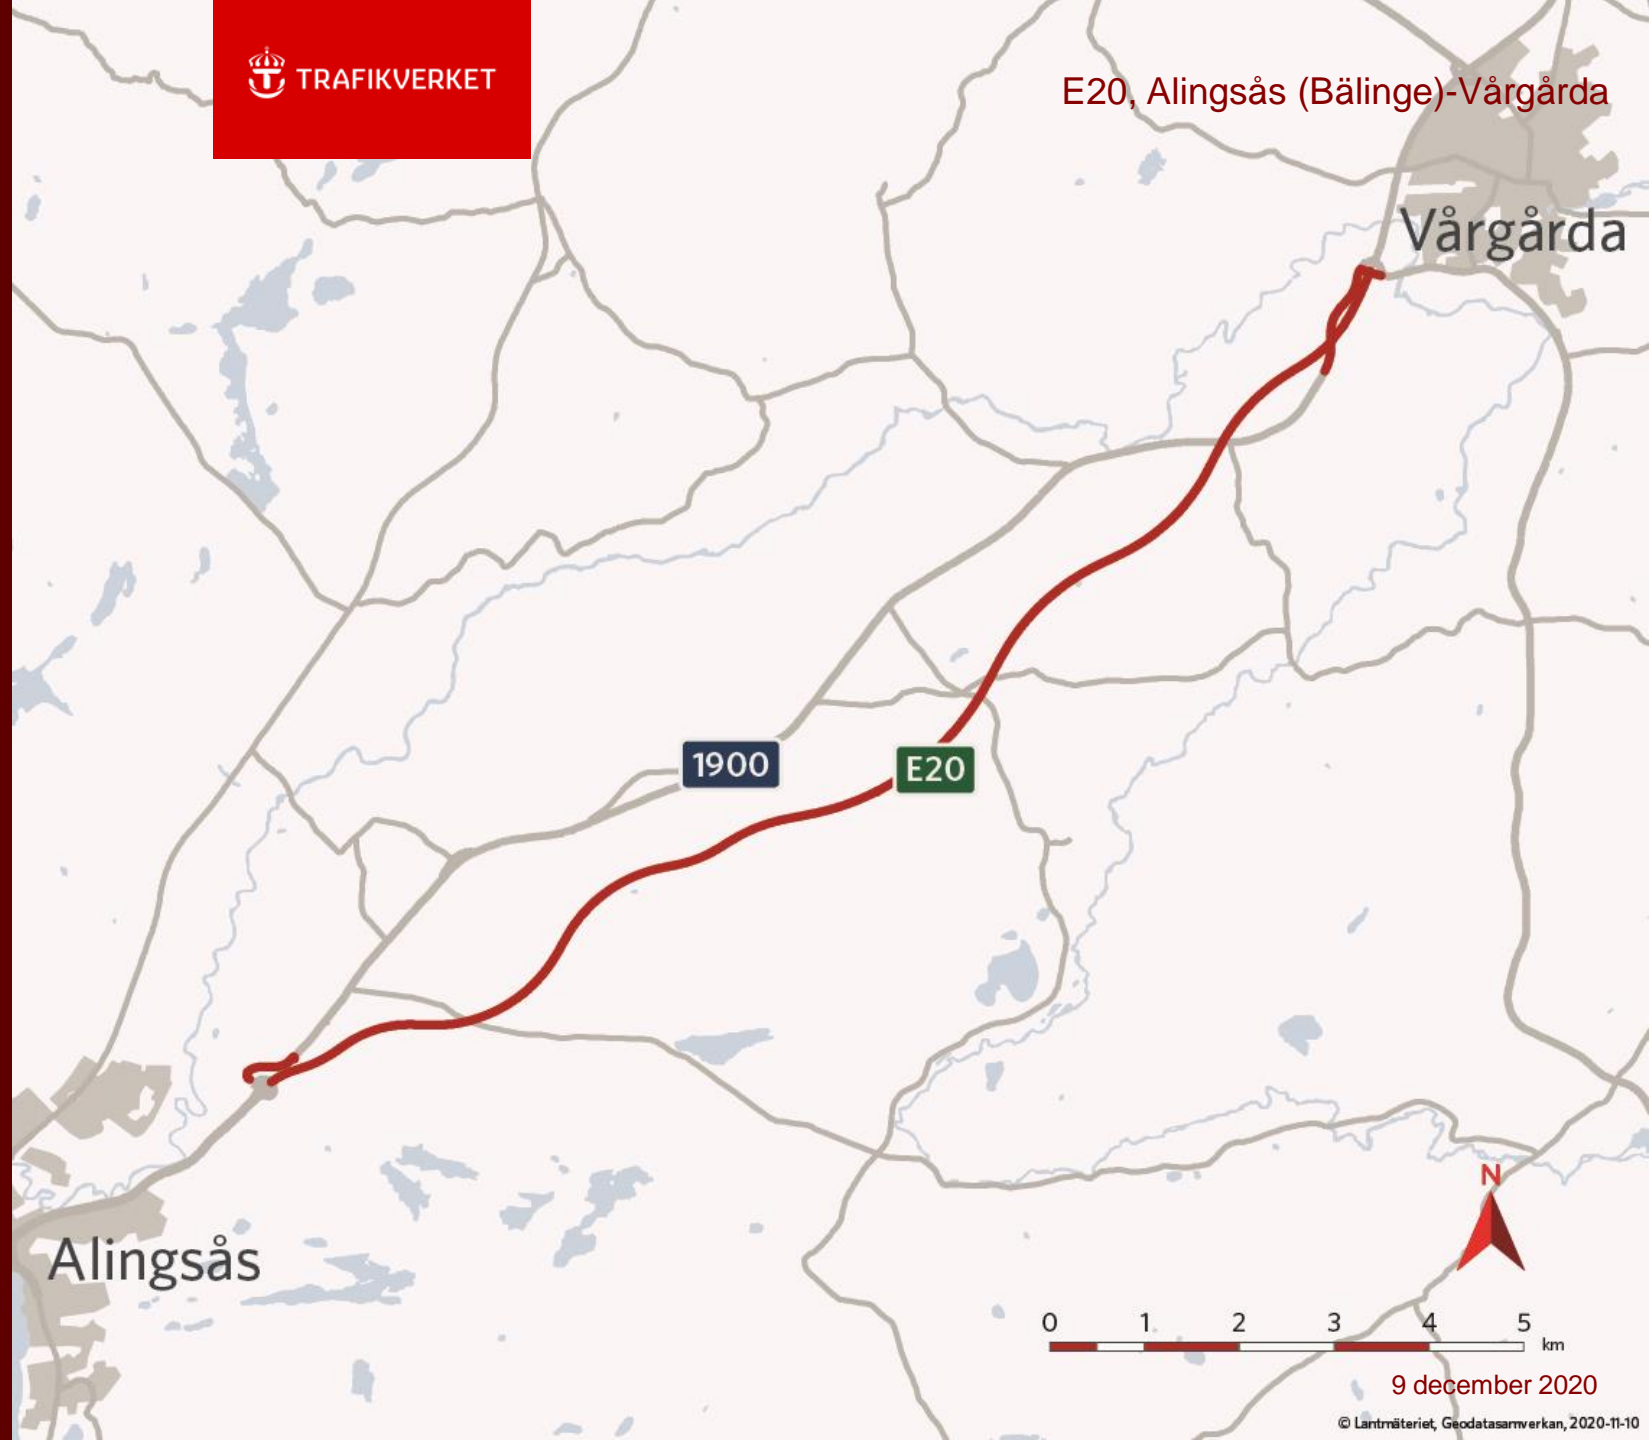 TRAFIKVERKET
E20, Alingsås (Bälinge)-Vårgårda
Vårgårda
1900
E20
Alingsås
N
0 1 2 3 4 5
km
9 december 2020
© Lantmäteriet, Geodatasamverkan, 2020-11-10